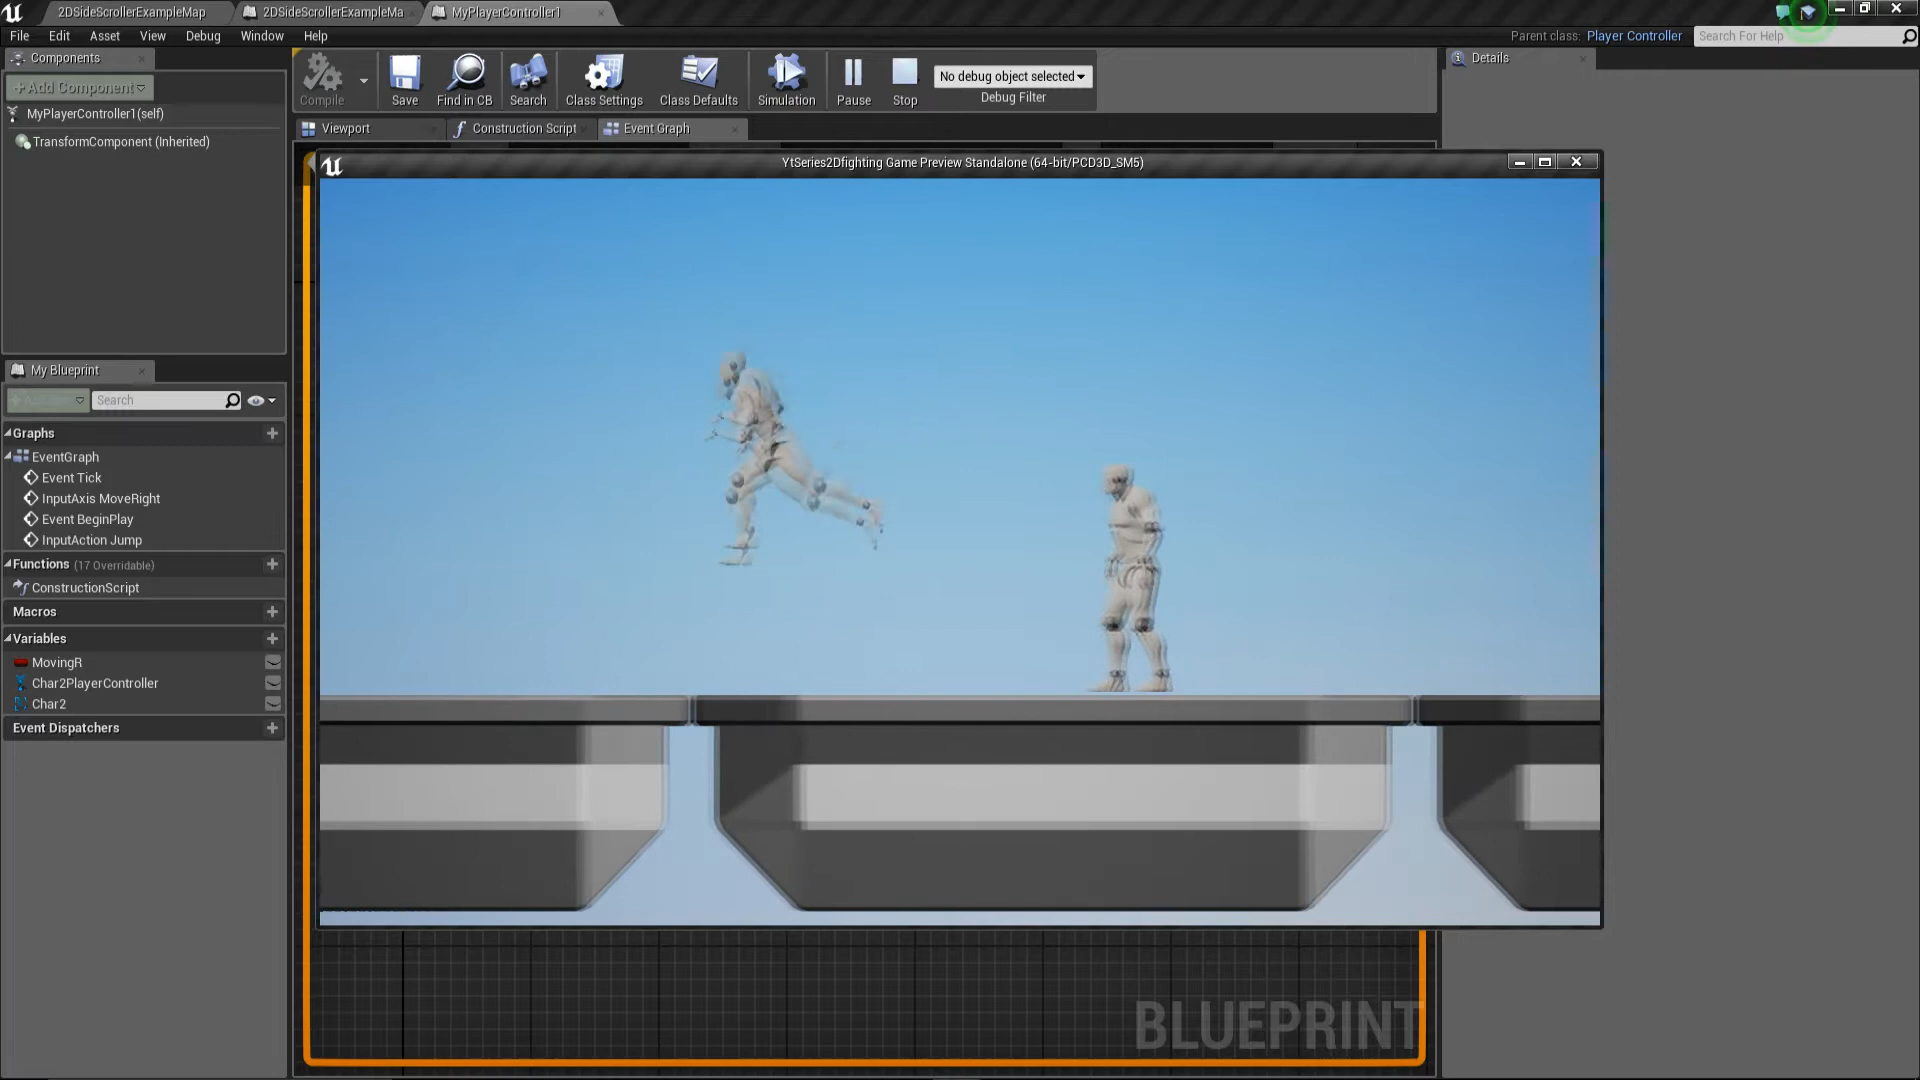 2DSideScrollerExampleMap
2DSideScrollerExampleMa
MyPlayerController1
File Edit Asset View Debug Window Help
Parent class: Player Controller
Search For Help
Components
Details
+Add Component
Compile
Save
Find in CB
Search
Class Settings
Class Defaults
Simulation
Pause
Stop
No debug object selected
Debug Filter
MyPlayerController1(self)
TransformComponent (Inherited)
Viewport
Construction Script
Event Graph
YtSeries2Dfighting Game Preview Standalone (64-bit/PCD3D_SM5)
My Blueprint
Search
Graphs
EventGraph
Event Tick
InputAxis MoveRight
Event BeginPlay
InputAction Jump
Functions (17 Overridable)
ConstructionScript
Macros
Variables
MovingR
Char2PlayerController
Char2
Event Dispatchers
BLUEPRINT